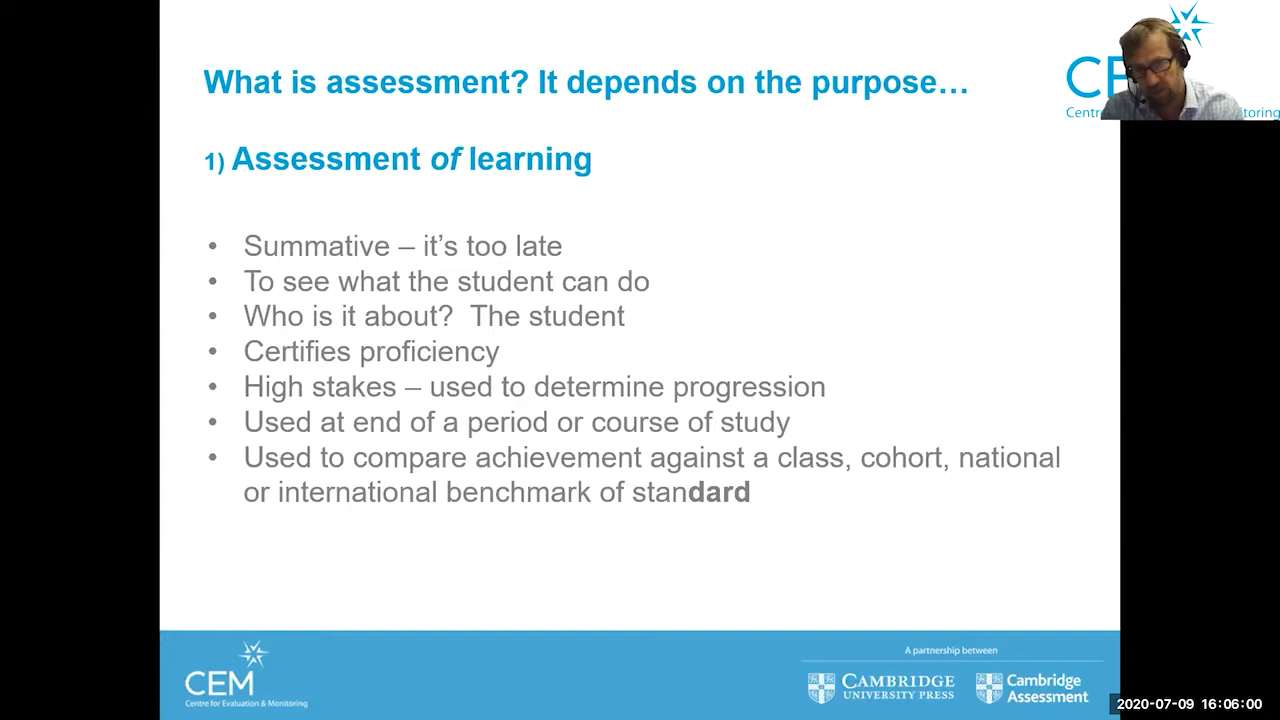 What is assessment? It depends on the purpose…
CE
Centr
itoring
1) Assessment of learning
• Summative – it’s too late
• To see what the student can do
• Who is it about? The student
• Certifies proficiency
• High stakes – used to determine progression
• Used at end of a period or course of study
• Used to compare achievement against a class, cohort, national
or international benchmark of standard
CEM
Centre for Evaluation & Monitoring
A partnership between
CAMBRIDGE
UNIVERSITY PRESS
Cambridge
Assessment
2020-07-09 16:06:00